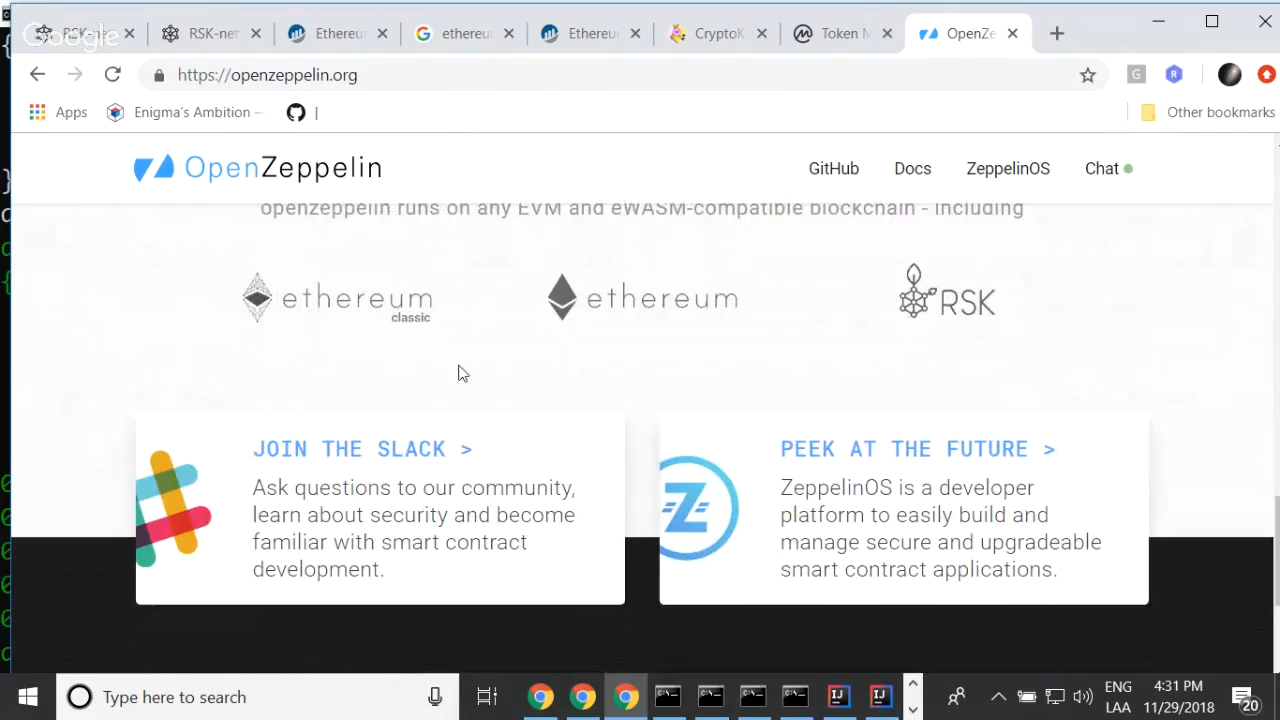 Google
RSK-net
Ethereu
ethereu
Ethereu
CryptoK
Token M
OpenZe
https://openzeppelin.org
G
R
Apps
Enigma's Ambition –
|
Other bookmarks
OpenZeppelin
GitHub
Docs
ZeppelinOS
Chat
openzeppelin runs on any EVM and eWASM-compatible blockchain - including
ethereum
classic
ethereum
RSK
JOIN THE SLACK >
Ask questions to our community,
learn about security and become
familiar with smart contract
development.
PEEK AT THE FUTURE >
ZeppelinOS is a developer
platform to easily build and
manage secure and upgradeable
smart contract applications.
Type here to search
ENG
LAA
4:31 PM
11/29/2018
20